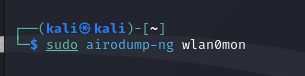 ┌──(kali㉿kali)-[~]
└─$ sudo airodump-ng wlan0mon